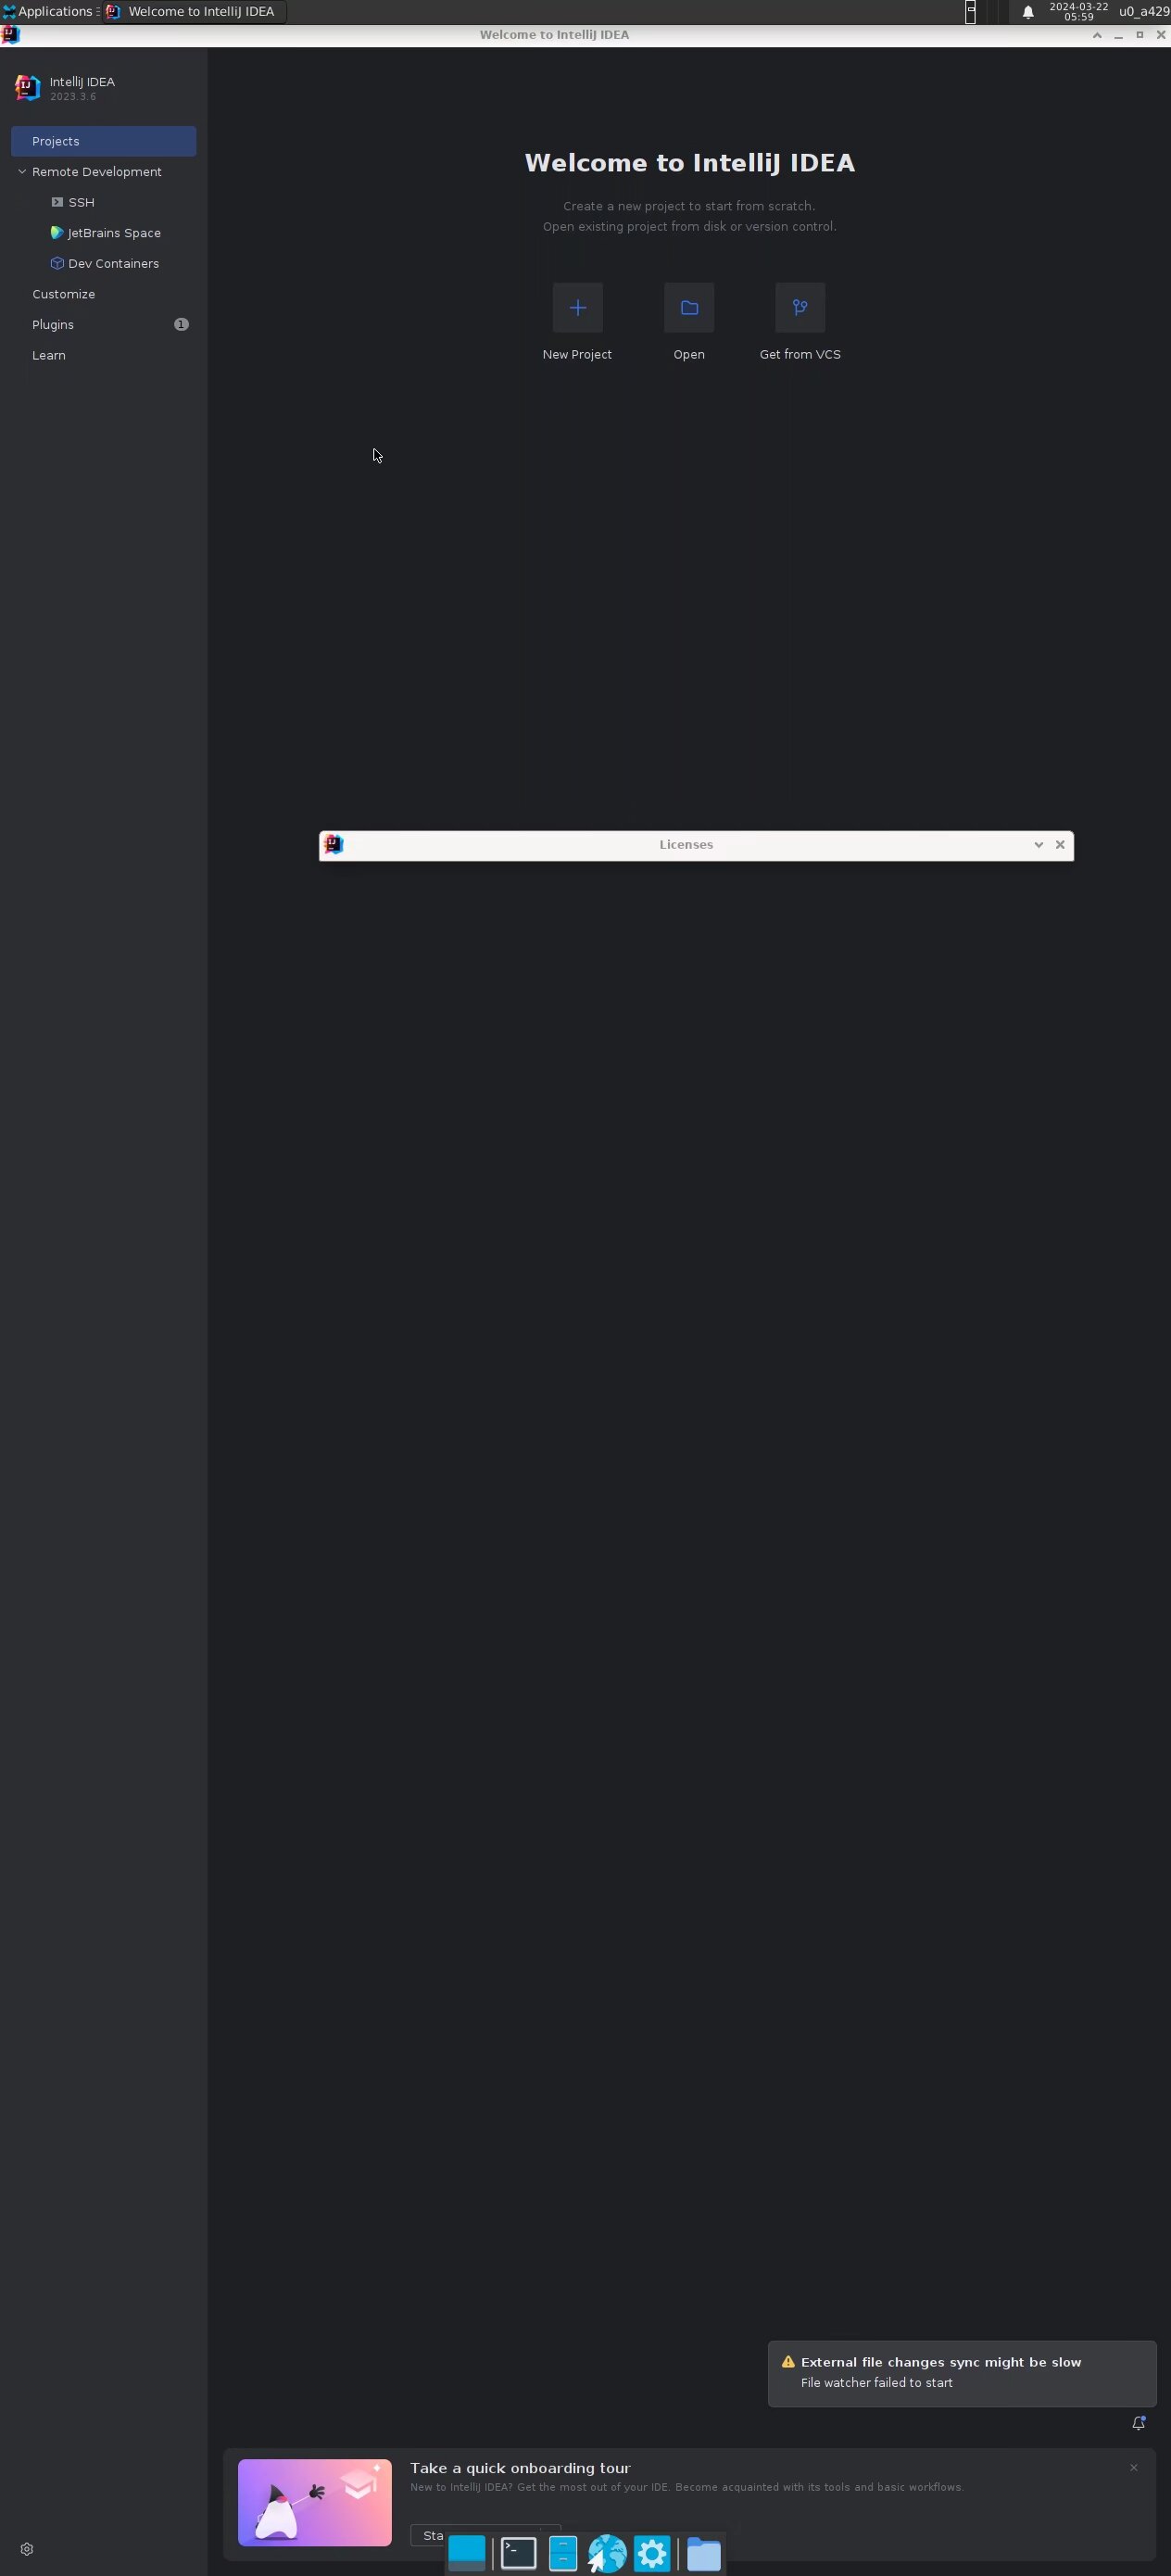 Applications
Welcome to IntelliJ IDEA
2024-03-22
05:59
u0_a429
Welcome to IntelliJ IDEA
IntelliJ IDEA
2023.3.6
Projects
Remote Development
SSH
JetBrains Space
Dev Containers
Customize
Plugins
1
Learn
Welcome to IntelliJ IDEA
Create a new project to start from scratch.
Open existing project from disk or version control.
New Project
Open
Get from VCS
Licenses
External file changes sync might be slow
File watcher failed to start
Take a quick onboarding tour
New to IntelliJ IDEA? Get the most out of your IDE. Become acquainted with its tools and basic workflows.
Sta